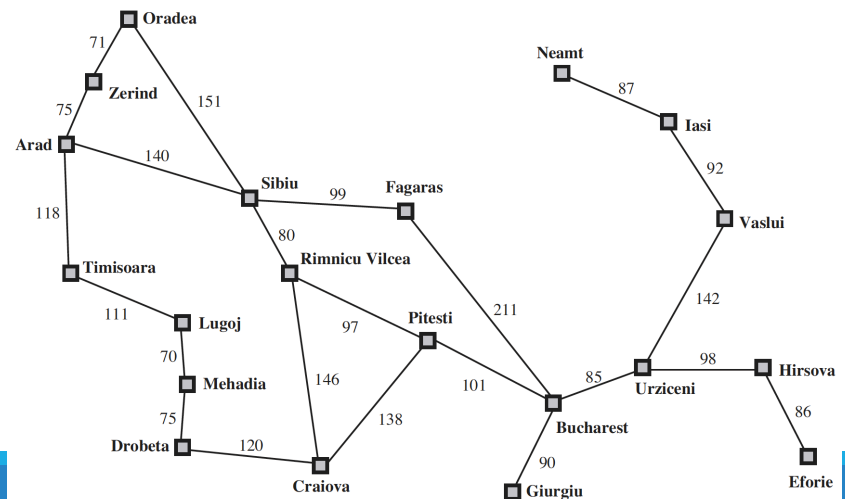 Oradea
71
Neamt
Zerind
87
151
75
Iasi
Arad
140
92
Sibiu
99
Fagaras
118
Vaslui
80
Rimnicu Vilcea
Timisoara
142
211
111
Lugoj
97
Pitesti
70
98
Mehadia
146
101
85
Hirsova
Urziceni
75
138
86
Bucharest
Drobeta
120
90
Craiova
Eforie
Giurgiu